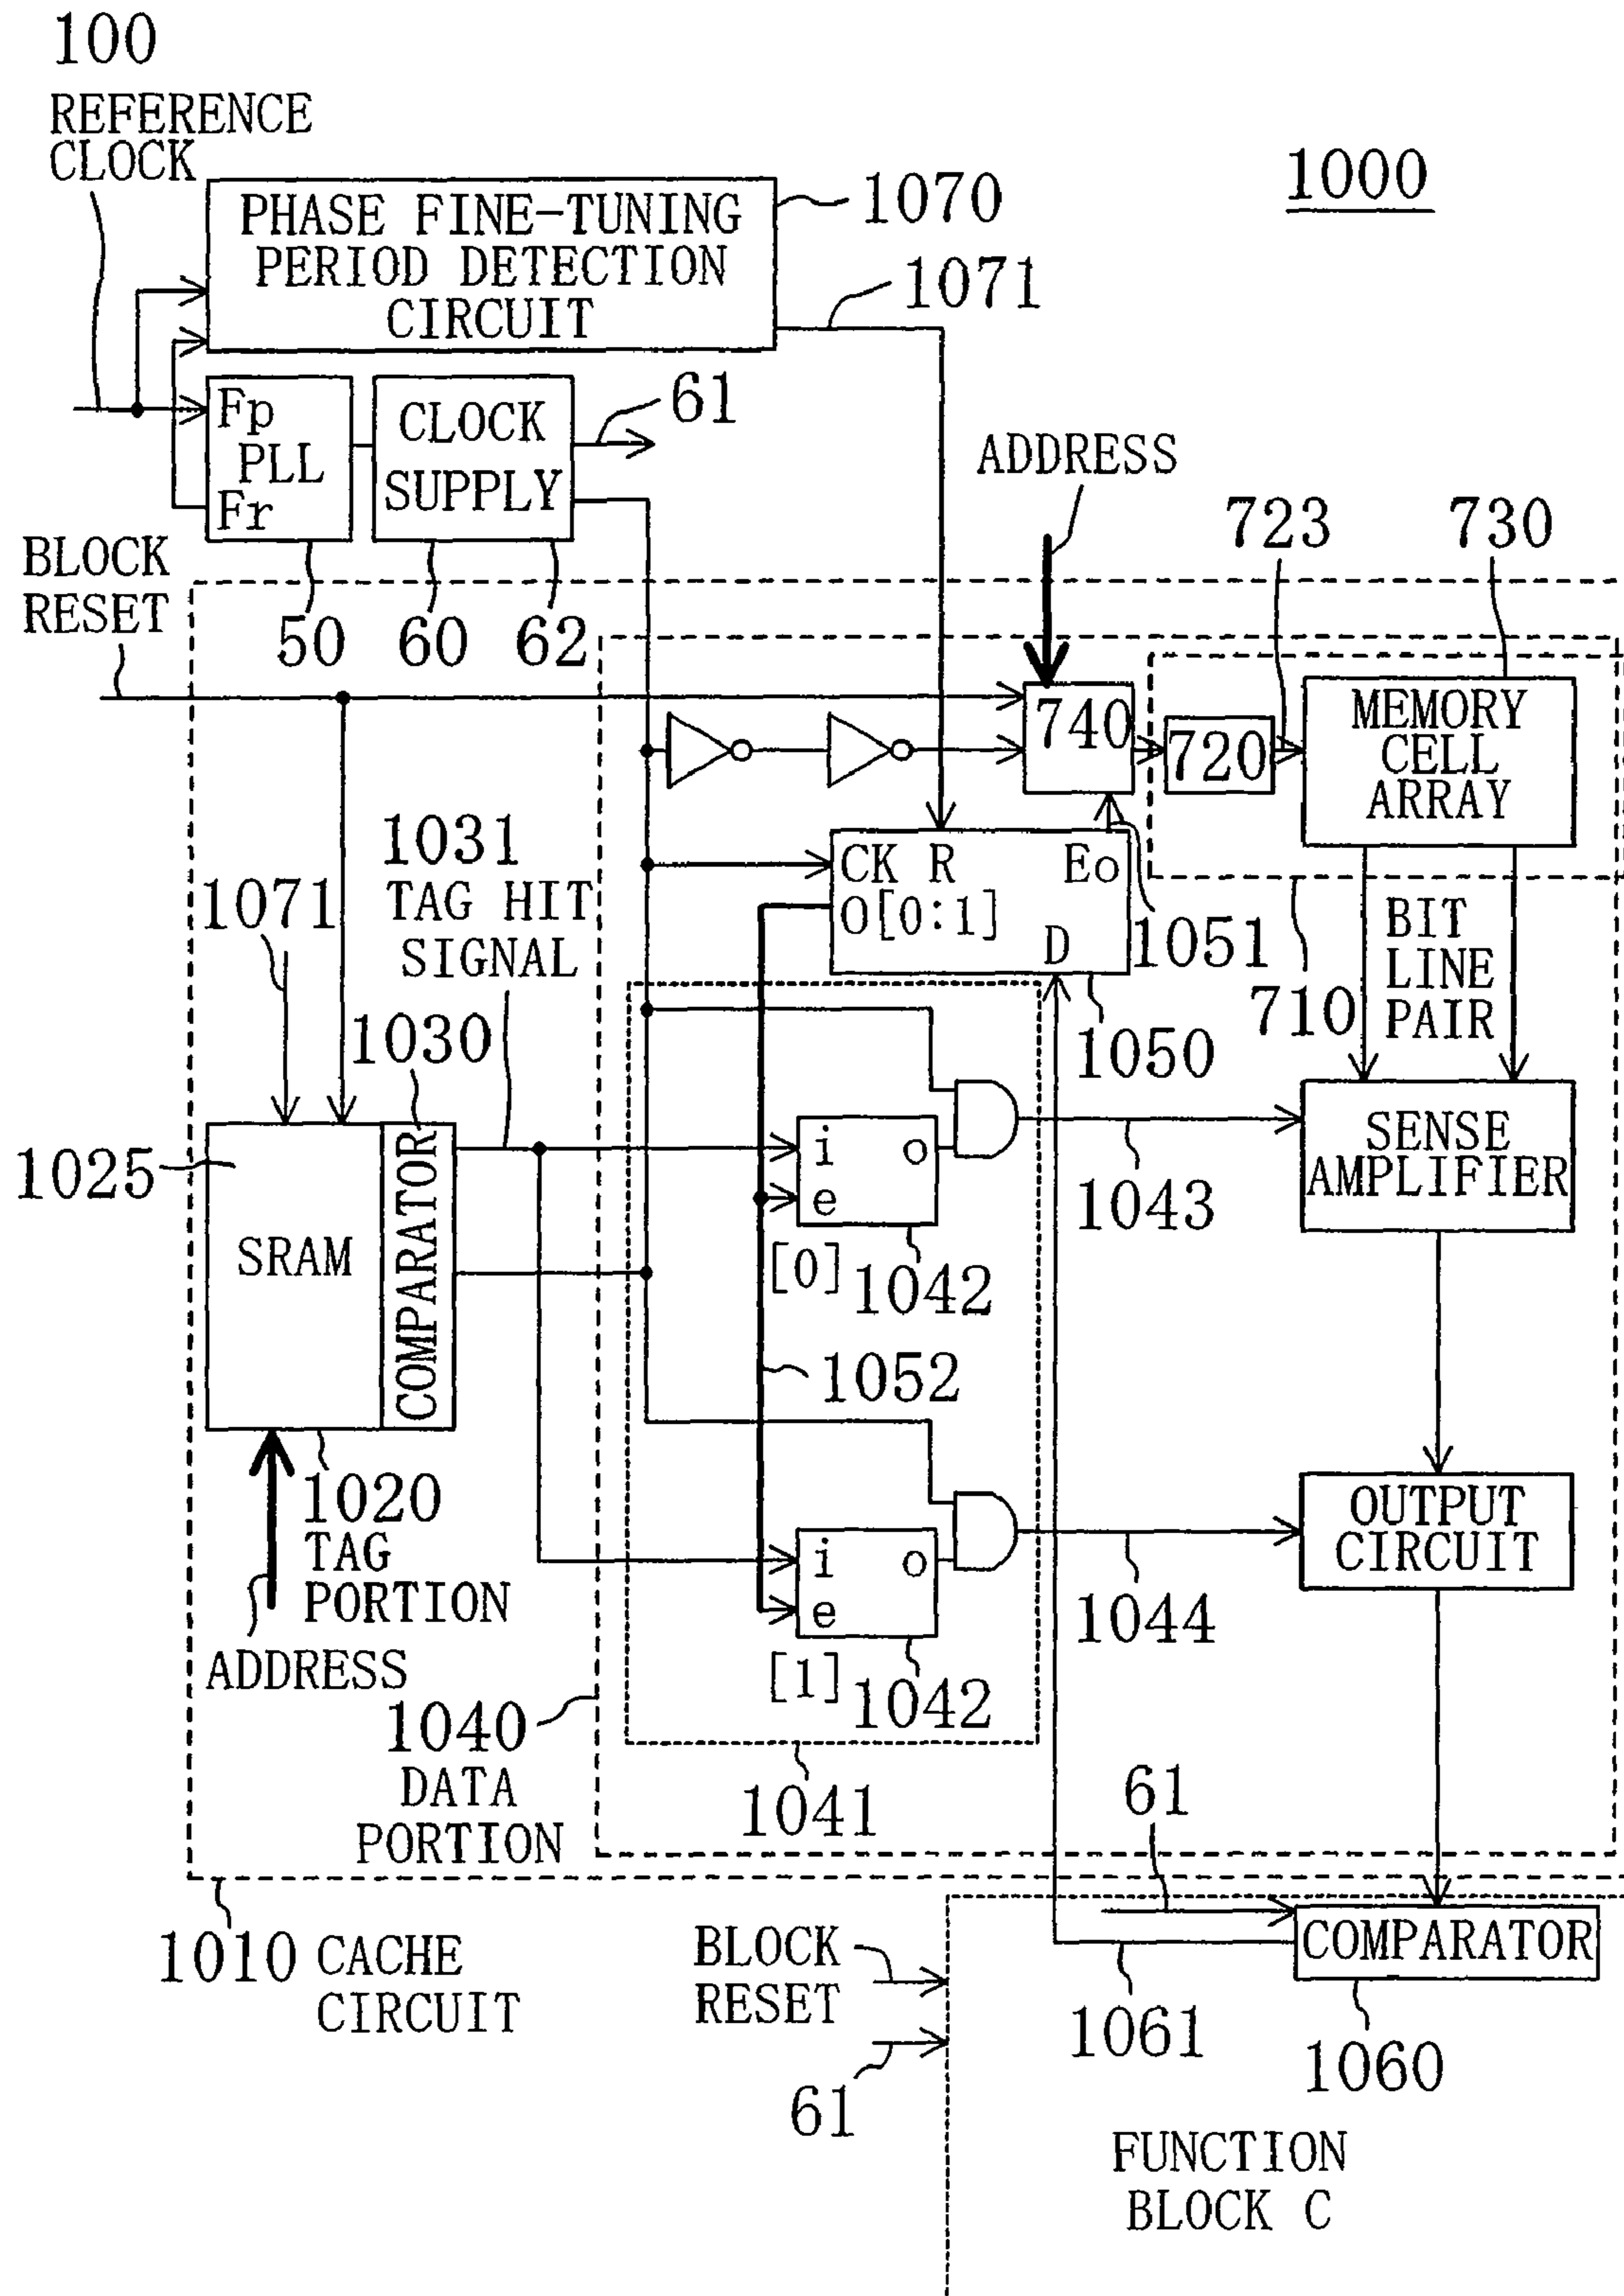 100
REFERENCE
CLOCK
1000
PHASE FINE-TUNING
PERIOD DETECTION
CIRCUIT
1070
1071
Fp
PLL
Fr
CLOCK
SUPPLY
61
ADDRESS
723
730
BLOCK
RESET
50
60
62
740
720
MEMORY
CELL
ARRAY
1031
TAG HIT
SIGNAL
1071
CK R Eo
O[0:1]
D
1051
710
BIT
LINE
PAIR
1030
1050
1025
SRAM
COMPARATOR
i o
e
[0]
1042
1043
SENSE
AMPLIFIER
1052
1020
TAG
PORTION
ADDRESS
i o
e
[1]
1042
1044
OUTPUT
CIRCUIT
1040
DATA
PORTION
1041
61
1010 CACHE
CIRCUIT
BLOCK
RESET
61
COMPARATOR
1061
1060
FUNCTION
BLOCK C